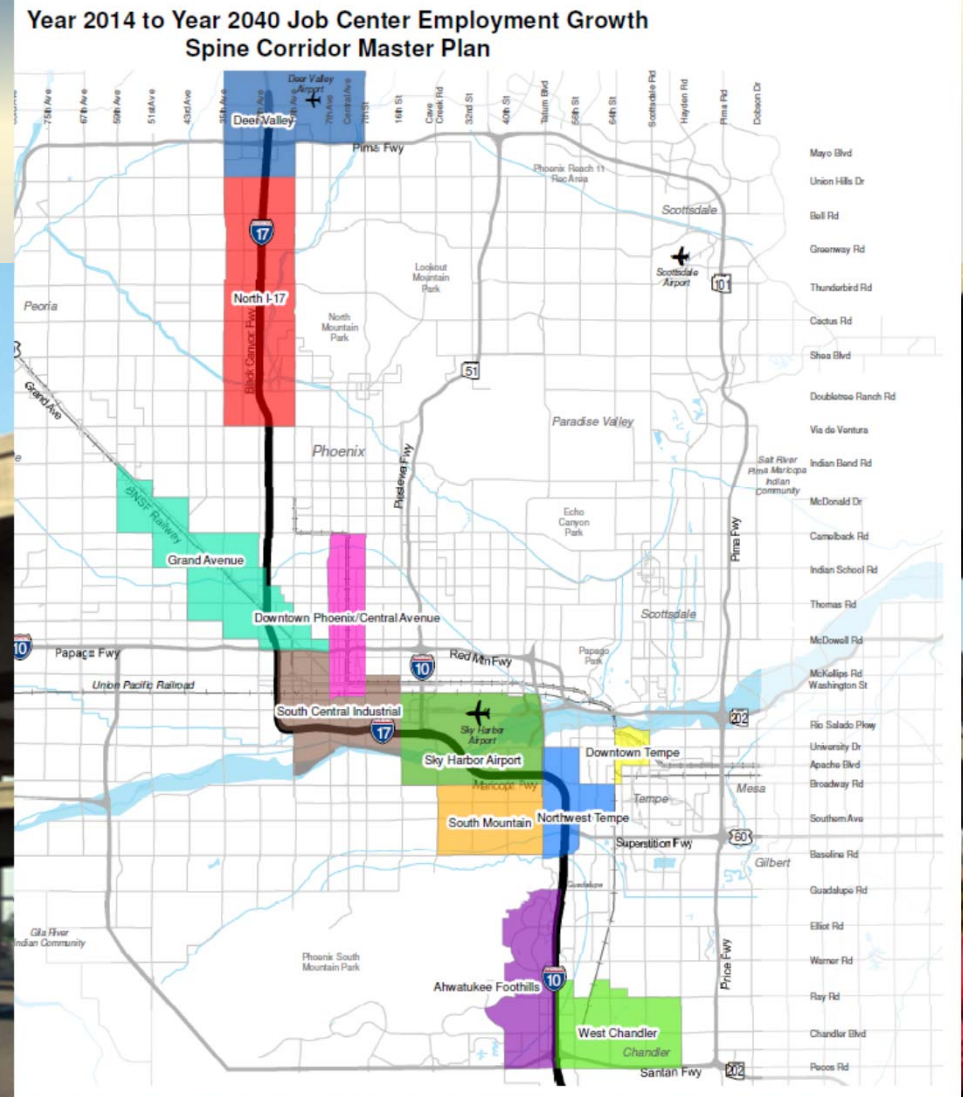 Year 2014 to Year 2040 Job Center Employment Growth
Spine Corridor Master Plan
75th Ave
67th Ave
59th Ave
51st Ave
43rd Ave
35th Ave
7th Ave
Central Ave
7th St
16th St
Cave
Creek Rd
32nd St
40th St
Tatum Blvd
56th St
64th St
Scottsdale Rd
Hayden Rd
Pima Rd
Dobson Dr
Deer Valley
Airport
Deer Valley
Pima Fwy
Mayo Blvd
Phoenix Reach 11
Rec Area
Union Hills Dr
Scottsdale
Bell Rd
17
Greenway Rd
Scottsdale
Airport
Lookout
Mountain
Park
101
Thunderbird Rd
North I-17
Peoria
North
Mountain
Park
Cactus Rd
Black Canyon Fwy
Shea Blvd
51
Grand Ave
Doubletree Ranch Rd
Paradise Valley
Via de Ventura
Phoenix
Piestewa Fwy
Indian Bend Rd
Salt River
Pima Maricopa
Indian
Community
BNSF Railway
McDonald Dr
Echo
Canyon
Park
Pima Fwy
Camelback Rd
Grand Avenue
Indian School Rd
Thomas Rd
Downtown Phoenix/Central Avenue
Scottsdale
McDowell Rd
10
Papago Fwy
10
Red Mtn Fwy
Papago
Park
McKellips Rd
Washington St
Union Pacific Railroad
South Central Industrial
202
Rio Salado Pkwy
17
Sky Harbor
Airport
University Dr
Downtown Tempe
Sky Harbor Airport
Apache Blvd
Maricopa Fwy
Broadway Rd
Mesa
Tempe
South Mountain
Northwest Tempe
Southern Ave
60
Superstition Fwy
Baseline Rd
Gilbert
Guadalupe
Guadalupe Rd
Elliot Rd
Gila River
Indian Community
Phoenix South
Mountain Park
Warner Rd
Price Fwy
10
Ahwatukee Foothills
Ray Rd
West Chandler
Chandler Blvd
Chandler
Santan Fwy
202
Pecos Rd